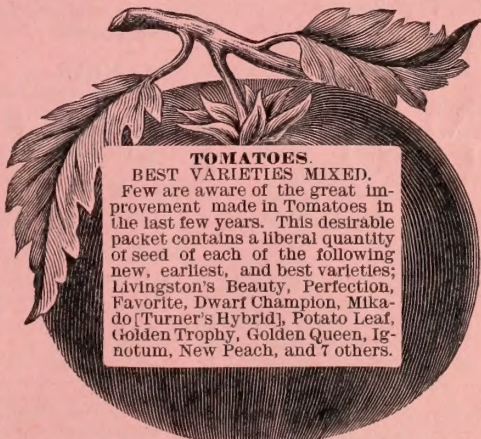 TOMATOES.
BEST VARIETIES MIXED.
Few are aware of the great im-
provement made in Tomatoes in
the last few years. This desirable
packet contains a liberal quantity
of seed of each of the following
new, earliest, and best varieties;
Livingston's Beauty, Perfection,
Favorite, Dwarf Champion, Mika-
do [Turner's Hybrid], Potato Leaf,
Golden Trophy, Golden Queen, Ig-
notum, New Peach, and 7 others.